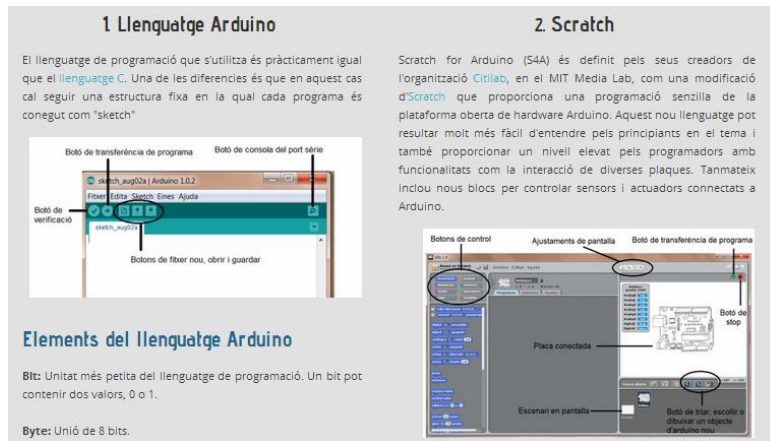 1. Llenguatge Arduino
El llenguatge de programació que s'utilitza és pràcticament igual
que el llenguatge C. Una de les diferencies és que en aquest cas
cal seguir una estructura fixa en la qual cada programa és
conegut com "sketch"
Botó de transferència de programa
Botó de consola del port sèrie
sketch_aug02a | Arduino 1.0.2
Fitxer Edita Sketch Eines Ajuda
Botó de
verificació
sketch_aug02a
Botons de fitxer nou, obrir i guardar
Elements del llenguatge Arduino
Bit: Unitat més petita del llenguatge de programació. Un bit pot
contenir dos valors, 0 o 1.
Byte: Unió de 8 bits.
2. Scratch
Scratch for Arduino (S4A) és definit pels seus creadors de
l'organització Citilab, en el MIT Media Lab, com una modificació
d'Scratch que proporciona una programació senzilla de la
plataforma oberta de hardware Arduino. Aquest nou llenguatge pot
resultar molt més fàcil d'entendre pels principiants en el tema i
també proporcionar un nivell elevat pels programadors amb
funcionalitats com la interacció de diverses plaques. Tanmateix
inclou nous blocs per controlar sensors i actuadors connectats a
Arduino.
Botons de control
Ajustaments de pantalla
Botó de transferència de programa
Botó de
stop
Placa conectada
Escenari en pantalla
Botó de triar, escollir o
dibuixar un objecte
d'arduino nou